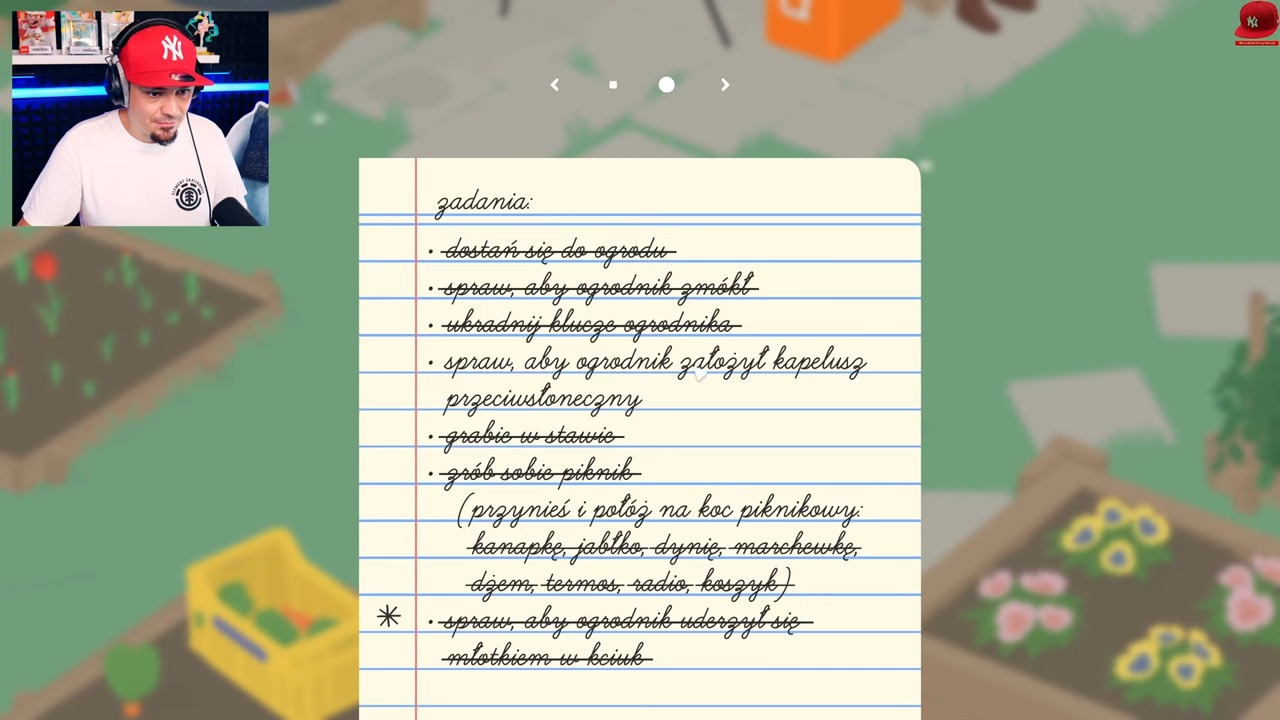 zadania:
• dostań się do ogrodu
• spraw, aby ogrodnik zmókł
• ukradnij klucze ogrodnika
• spraw, aby ogrodnik założył kapelusz
przeciwsłoneczny
• grabie w stawie
• zrób sobie piknik
(przynieś i połóż na koc piknikowy:
kanapkę, jabłko, dynię, marchewkę,
dżem, termos, radio, koszyk)
• spraw, aby ogrodnik uderzył się
młotkiem w kciuk